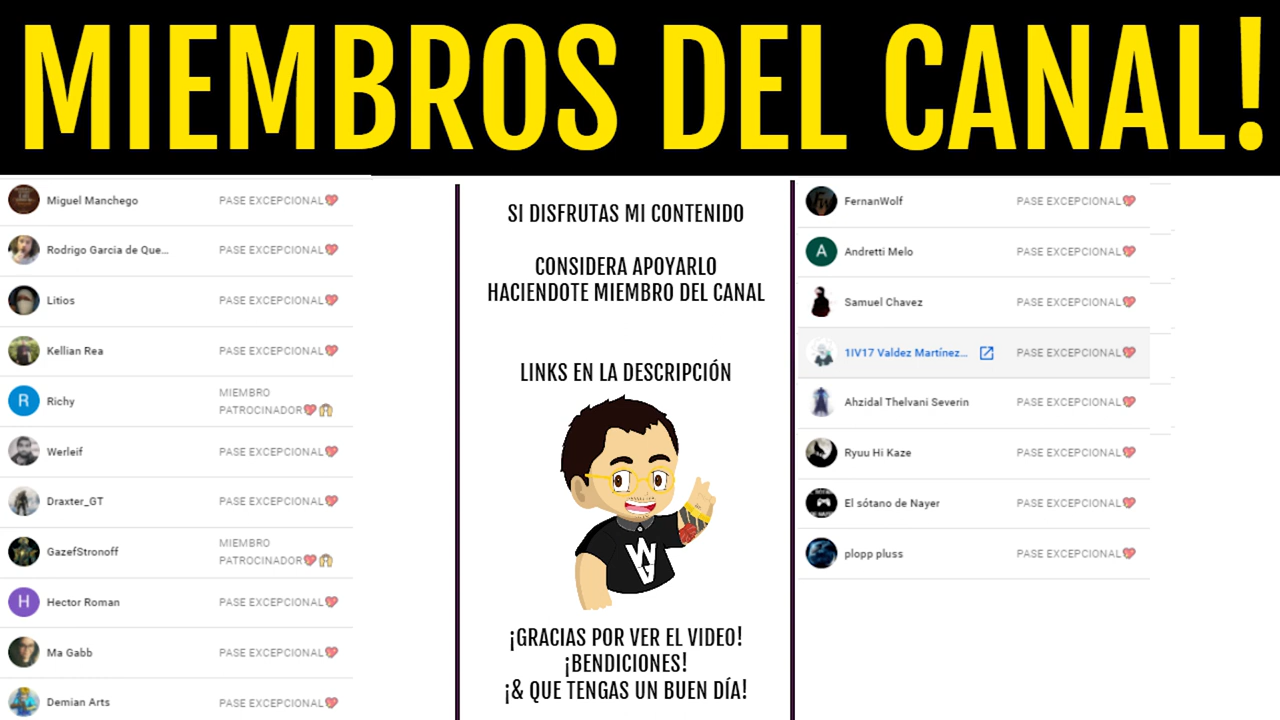 MIEMBROS DEL CANAL!
Miguel Manchego PASE EXCEPCIONAL💖
Rodrigo Garcia de Que... PASE EXCEPCIONAL💖
Litios PASE EXCEPCIONAL💖
Kellian Rea PASE EXCEPCIONAL💖
R Richy MIEMBRO
PATROCINADOR💖🙌
Werleif PASE EXCEPCIONAL💖
Draxter_GT PASE EXCEPCIONAL💖
GazefStronoff MIEMBRO
PATROCINADOR💖🙌
H Hector Roman PASE EXCEPCIONAL💖
Ma Gabb PASE EXCEPCIONAL💖
Demian Arts PASE EXCEPCIONAL💖
SI DISFRUTAS MI CONTENIDO
CONSIDERA APOYARLO
HACIENDOTE MIEMBRO DEL CANAL
LINKS EN LA DESCRIPCIÓN
¡GRACIAS POR VER EL VIDEO!
¡BENDICIONES!
¡& QUE TENGAS UN BUEN DÍA!
FernanWolf PASE EXCEPCIONAL💖
A Andretti Melo PASE EXCEPCIONAL💖
Samuel Chavez PASE EXCEPCIONAL💖
1IV17 Valdez Martínez... PASE EXCEPCIONAL💖
Ahzidal Thelvani Severin PASE EXCEPCIONAL💖
Ryuu Hi Kaze PASE EXCEPCIONAL💖
El sótano de Nayer PASE EXCEPCIONAL💖
plopp pluss PASE EXCEPCIONAL💖